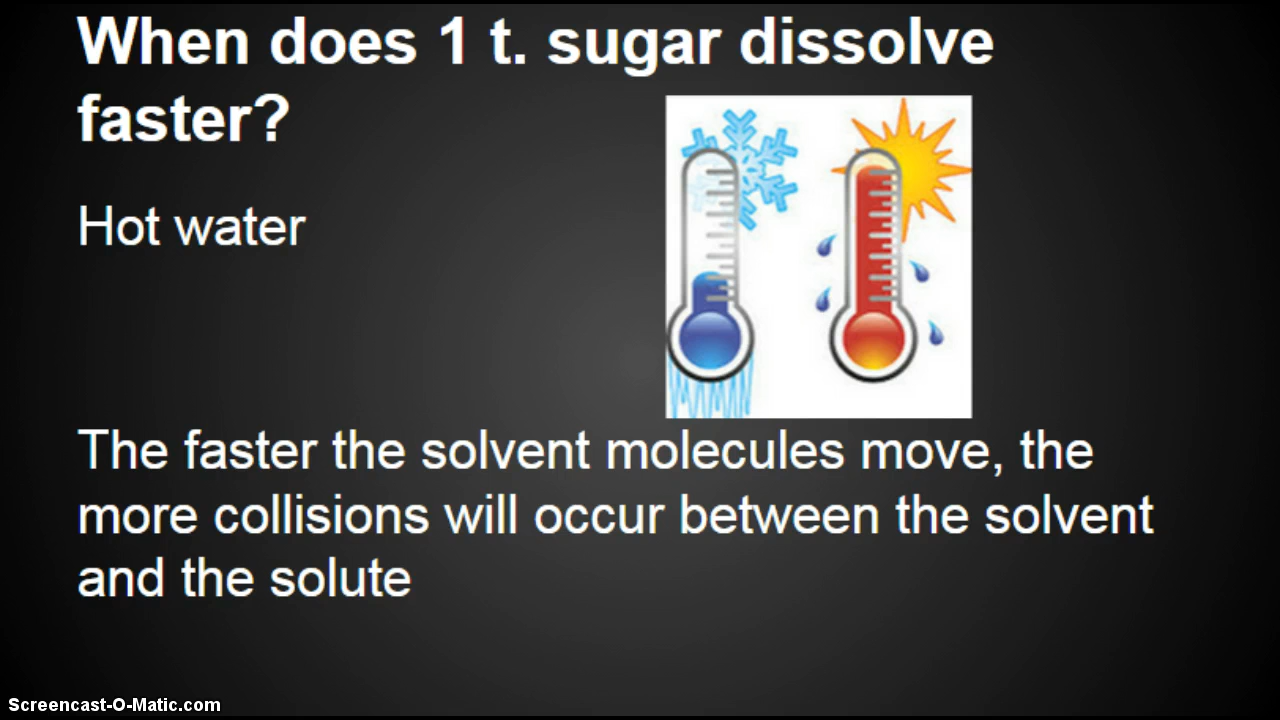 When does 1 t. sugar dissolve
faster?
Hot water
The faster the solvent molecules move, the
more collisions will occur between the solvent
and the solute
Screencast-O-Matic.com